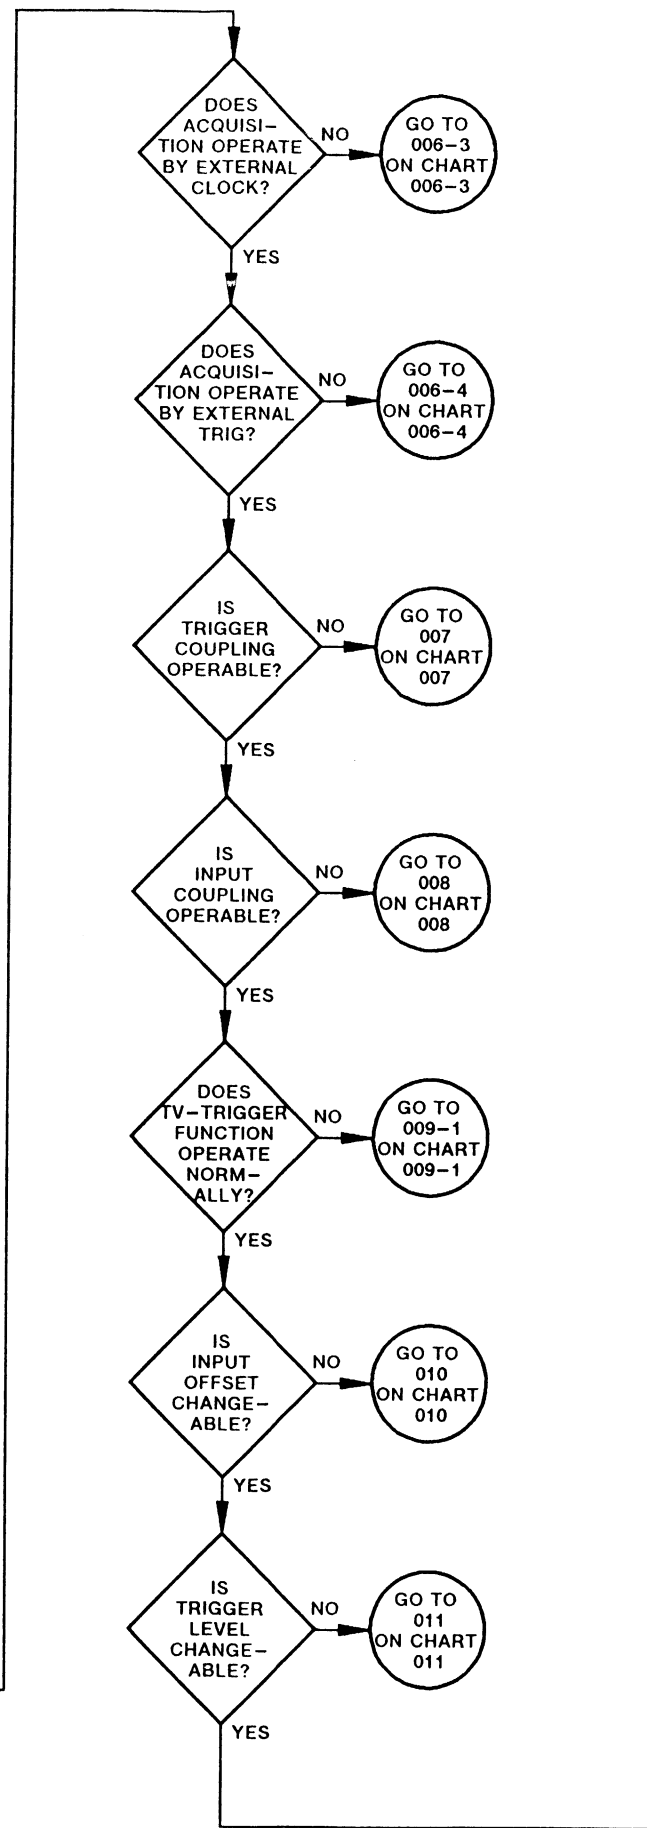 DOES
ACQUISI-
TION OPERATE
BY EXTERNAL
CLOCK?
NO
GO TO
006-3
ON CHART
006-3
YES
DOES
ACQUISI-
TION OPERATE
BY EXTERNAL
TRIG?
NO
GO TO
006-4
ON CHART
006-4
YES
IS
TRIGGER
COUPLING
OPERABLE?
NO
GO TO
007
ON CHART
007
YES
IS
INPUT
COUPLING
OPERABLE?
NO
GO TO
008
ON CHART
008
YES
DOES
TV-TRIGGER
FUNCTION
OPERATE
NORM-
ALLY?
NO
GO TO
009-1
ON CHART
009-1
YES
IS
INPUT
OFFSET
CHANGE-
ABLE?
NO
GO TO
010
ON CHART
010
YES
IS
TRIGGER
LEVEL
CHANGE-
ABLE?
NO
GO TO
011
ON CHART
011
YES